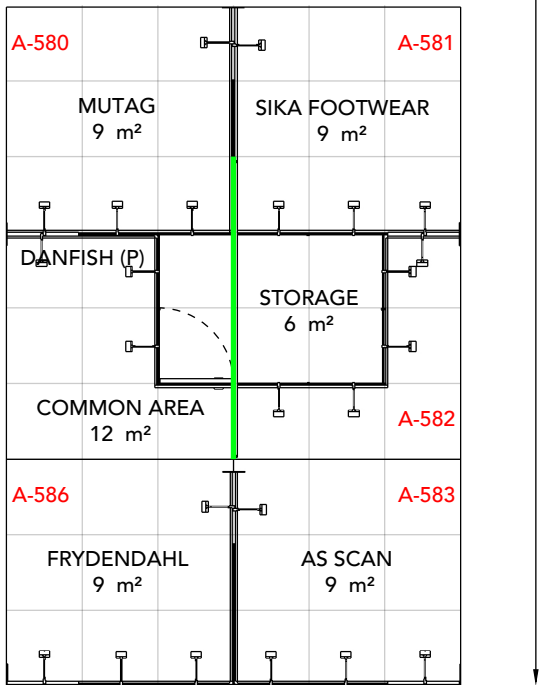 A-580
A-581
MUTAG
9 m²
SIKA FOOTWEAR
9 m²
DANFISH (P)
STORAGE
6 m²
COMMON AREA
12 m²
A-582
A-586
A-583
FRYDENDAHL
9 m²
AS SCAN
9 m²